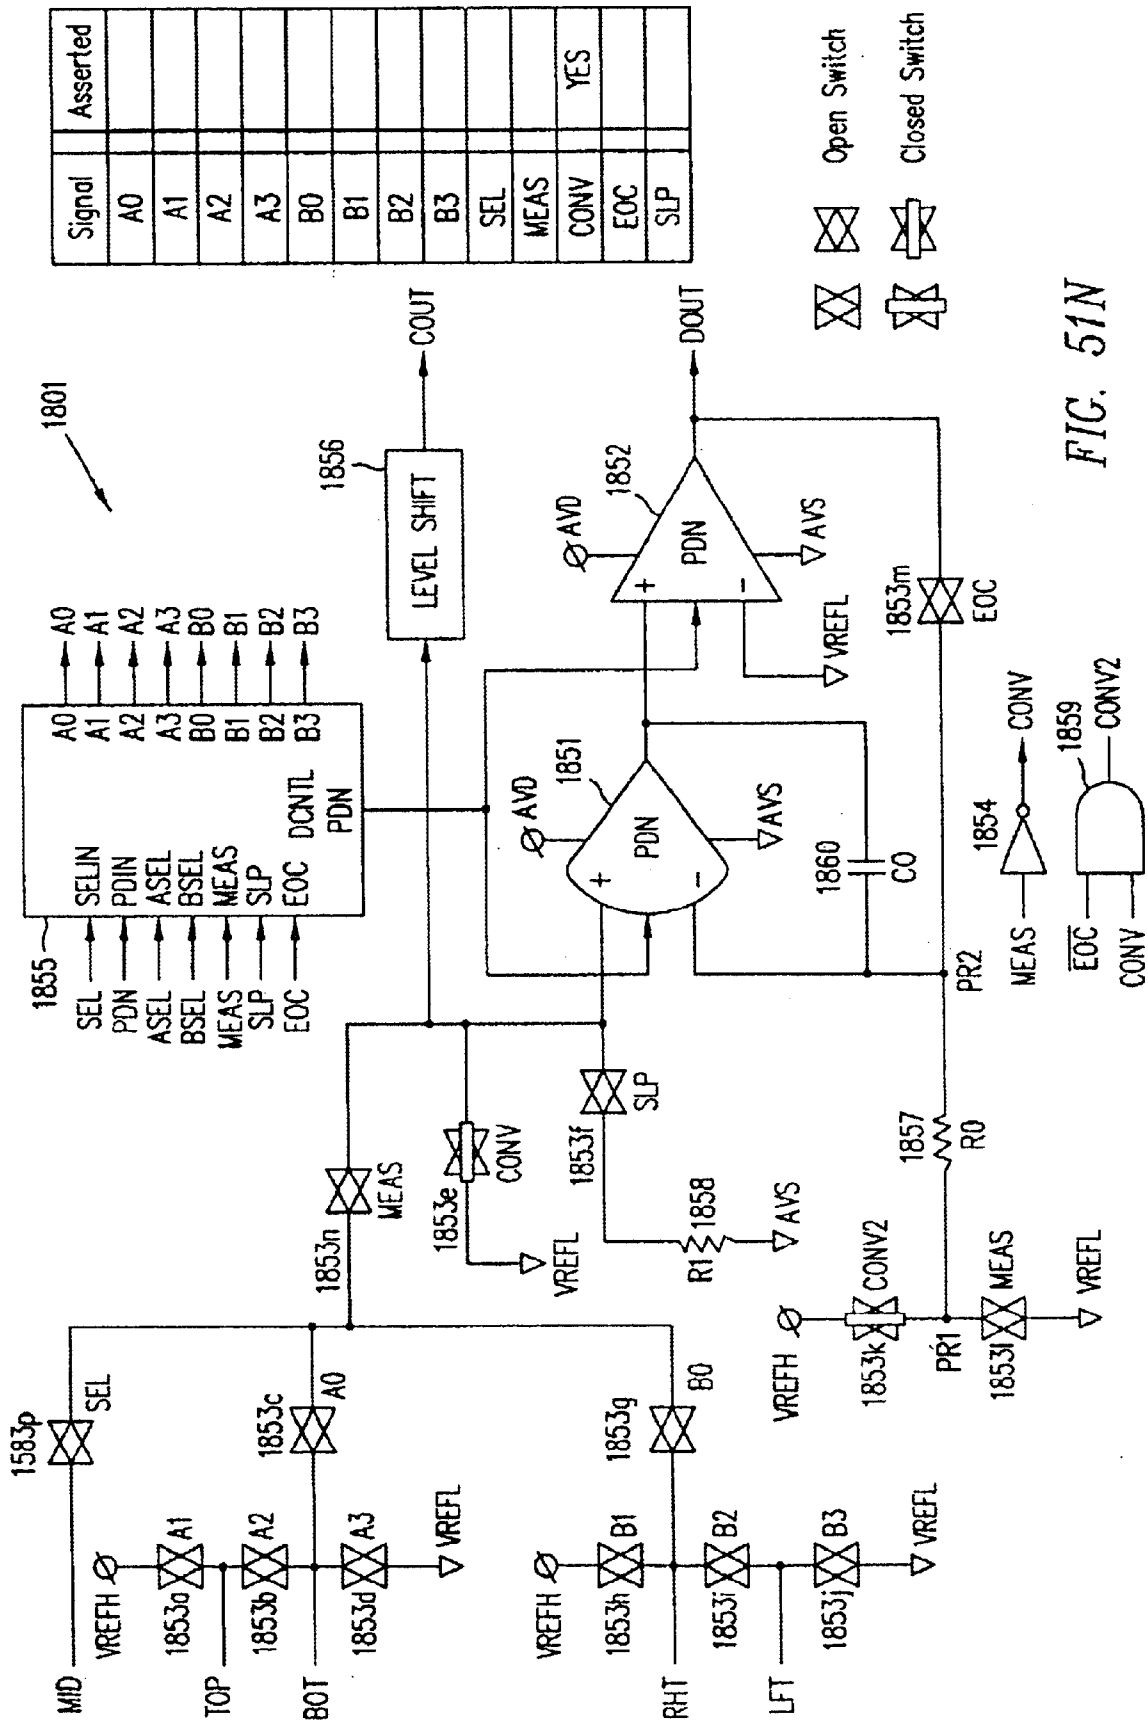 1801
1855
SEL
PDN
ASEL
BSEL
MEAS
SLP
EOC
SELIN
PDIN
ASEL
BSEL
MEAS
SLP
EOC
DCNTL
PDN
A0
A1
A2
A3
B0
B1
B2
B3
A0
A1
A2
A3
B0
B1
B2
B3
Signal Asserted
A0
A1
A2
A3
B0
B1
B2
B3
SEL
MEAS
CONV YES
EOC
SLP
Open Switch
Closed Switch
MID
1583p
SEL
VREFH
1853a
A1
TOP
1853b
A2
BOT
1853c
A0
1853d
A3
VREFL
VREFH
1853h
B1
RHT
1853g
B0
1853i
B2
LFT
1853j
B3
VREFL
1853n
MEAS
1853e
CONV
VREFL
1853f
SLP
R1
1858
AVS
1856
LEVEL SHIFT
COUT
AVD
1851
+
PDN
-
AVS
1860
C0
AVD
1852
+
PDN
-
AVS
VREFL
DOUT
1853m
EOC
VREFH
1853k
CONV2
PR1
1853l
MEAS
VREFL
1857
R0
PR2
MEAS
1854
CONV
E̅O̅C̅
CONV
1859
CONV2
FIG. 51N